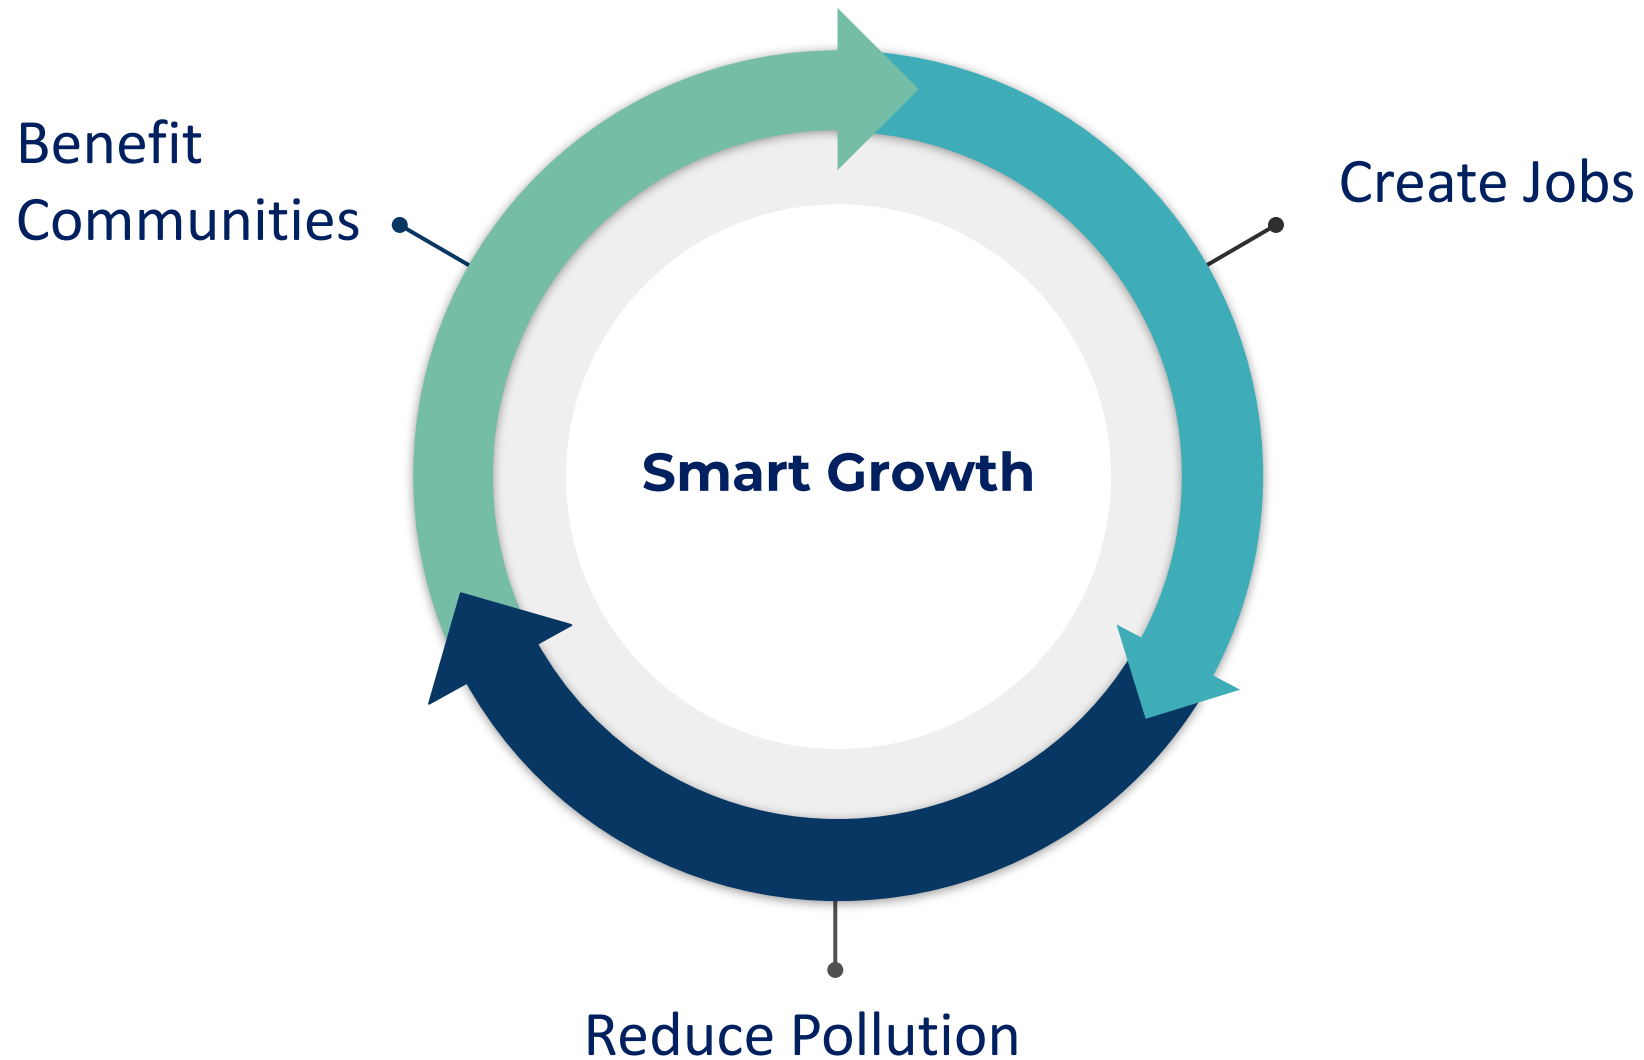 Benefit
Communities
Create Jobs
Smart Growth
Reduce Pollution